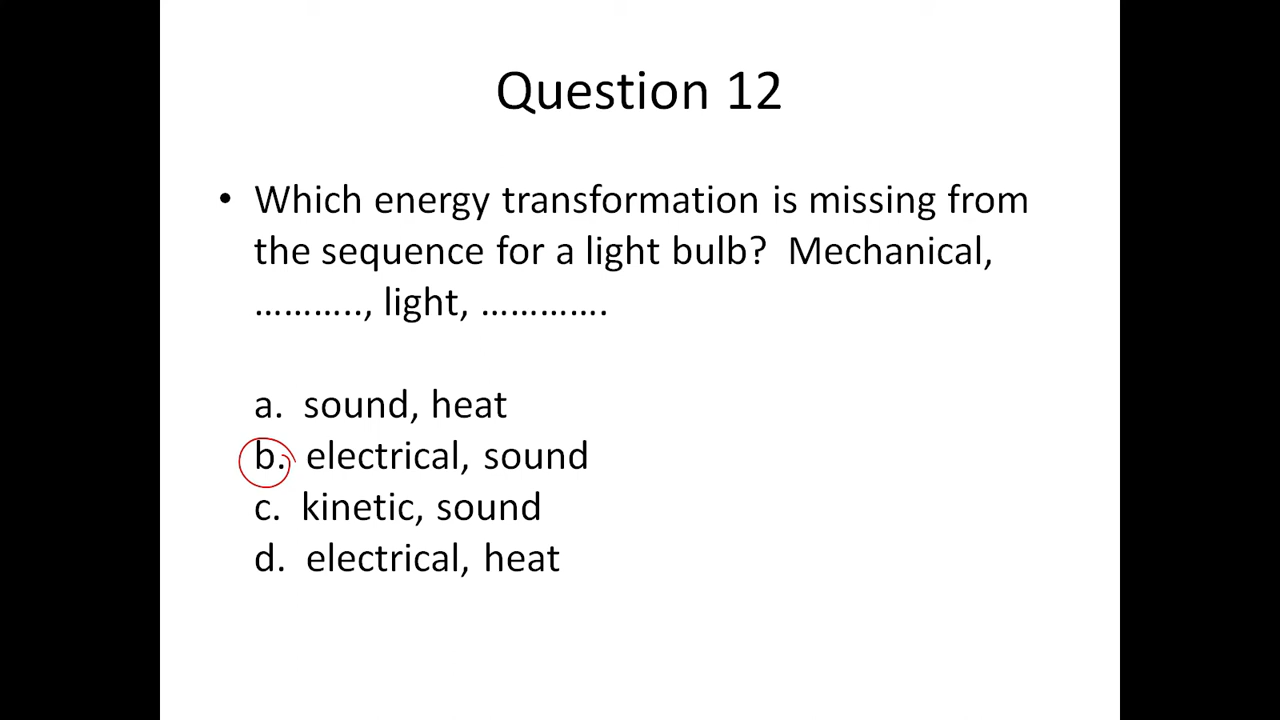 Question 12
• Which energy transformation is missing from
the sequence for a light bulb?  Mechanical,
……….., light, ………….
a.  sound, heat
b.  electrical, sound
c.  kinetic, sound
d.  electrical, heat